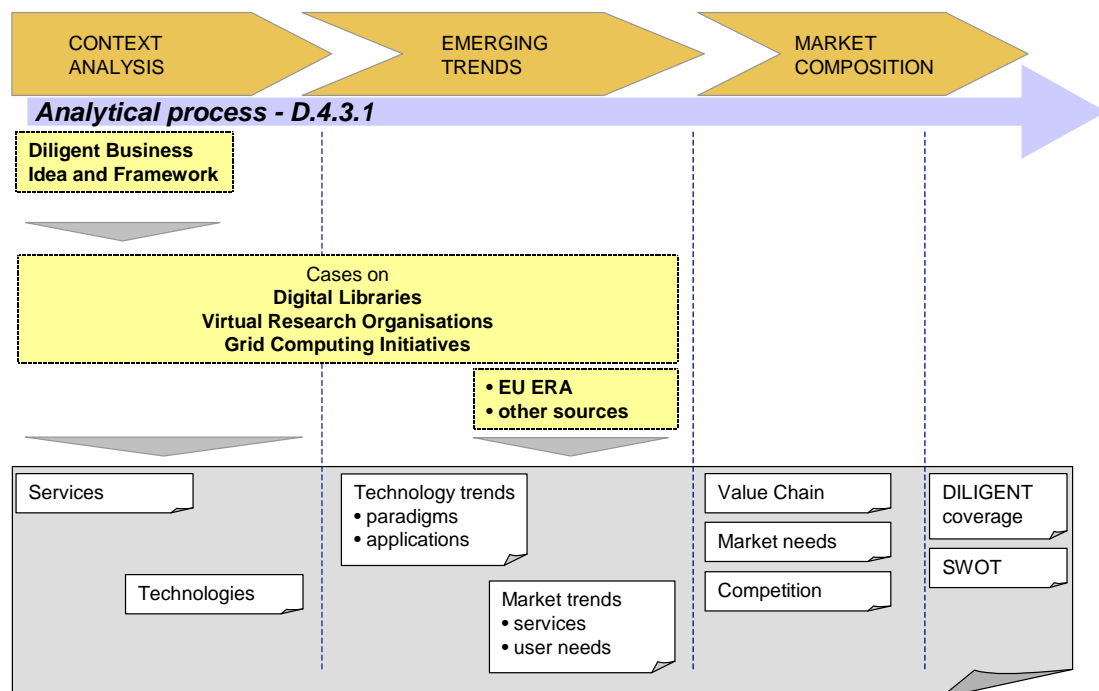 CONTEXT
ANALYSIS
EMERGING
TRENDS
MARKET
COMPOSITION
Analytical process - D.4.3.1
Diligent Business
Idea and Framework
Cases on
Digital Libraries
Virtual Research Organisations
Grid Computing Initiatives
• EU ERA
• other sources
Services
Technologies
Technology trends
• paradigms
• applications
Market trends
• services
• user needs
Value Chain
Market needs
Competition
DILIGENT
coverage
SWOT